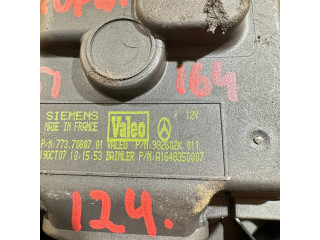 164
SIEMENS Valeo 12V
MADE IN FRANCE
P/N:773.70807.01 VALEO P/N:982602K 011
19OCT07 10:15:53 DAIMLER P/N:A1648350007
124.